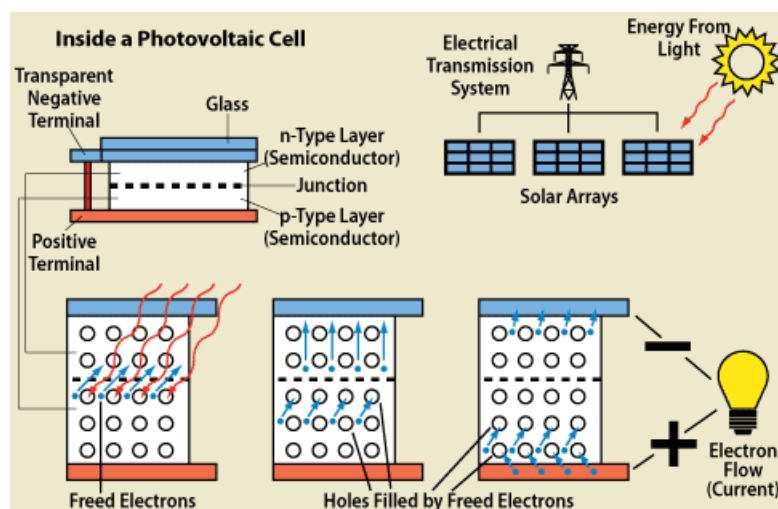 Inside a Photovoltaic Cell
Transparent
Negative
Terminal
Glass
n-Type Layer
(Semiconductor)
Junction
p-Type Layer
(Semiconductor)
Positive
Terminal
Electrical
Transmission
System
Energy From
Light
Solar Arrays
Freed Electrons
Holes Filled by Freed Electrons
Electron
Flow
(Current)